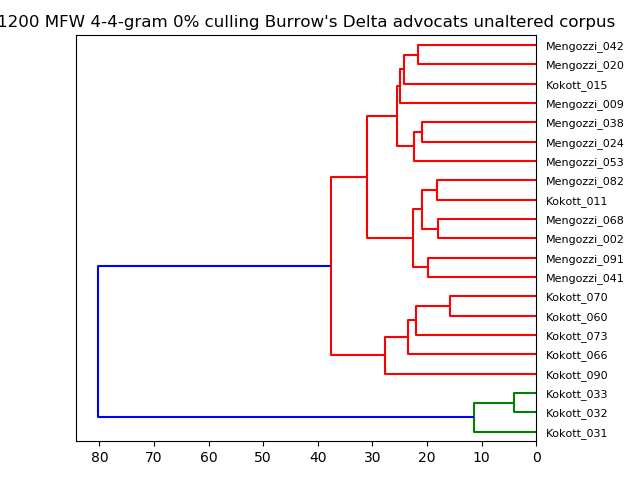 1200 MFW 4-4-gram 0% culling Burrow's Delta advocats unaltered corpus
Mengozzi_042
Mengozzi_020
Kokott_015
Mengozzi_009
Mengozzi_038
Mengozzi_024
Mengozzi_053
Mengozzi_082
Kokott_011
Mengozzi_068
Mengozzi_002
Mengozzi_091
Mengozzi_041
Kokott_070
Kokott_060
Kokott_073
Kokott_066
Kokott_090
Kokott_033
Kokott_032
Kokott_031
80 70 60 50 40 30 20 10 0